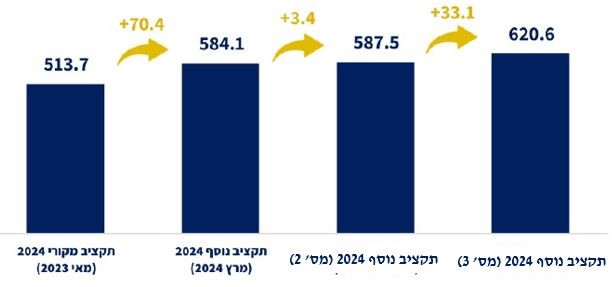 +70.4
+3.4
+33.1
513.7
584.1
587.5
620.6
תקציב מקורי 2024
(מאי 2023)
תקציב נוסף 2024
(מרץ 2024)
תקציב נוסף 2024 (מס' 2)
תקציב נוסף 2024 (מס' 3)